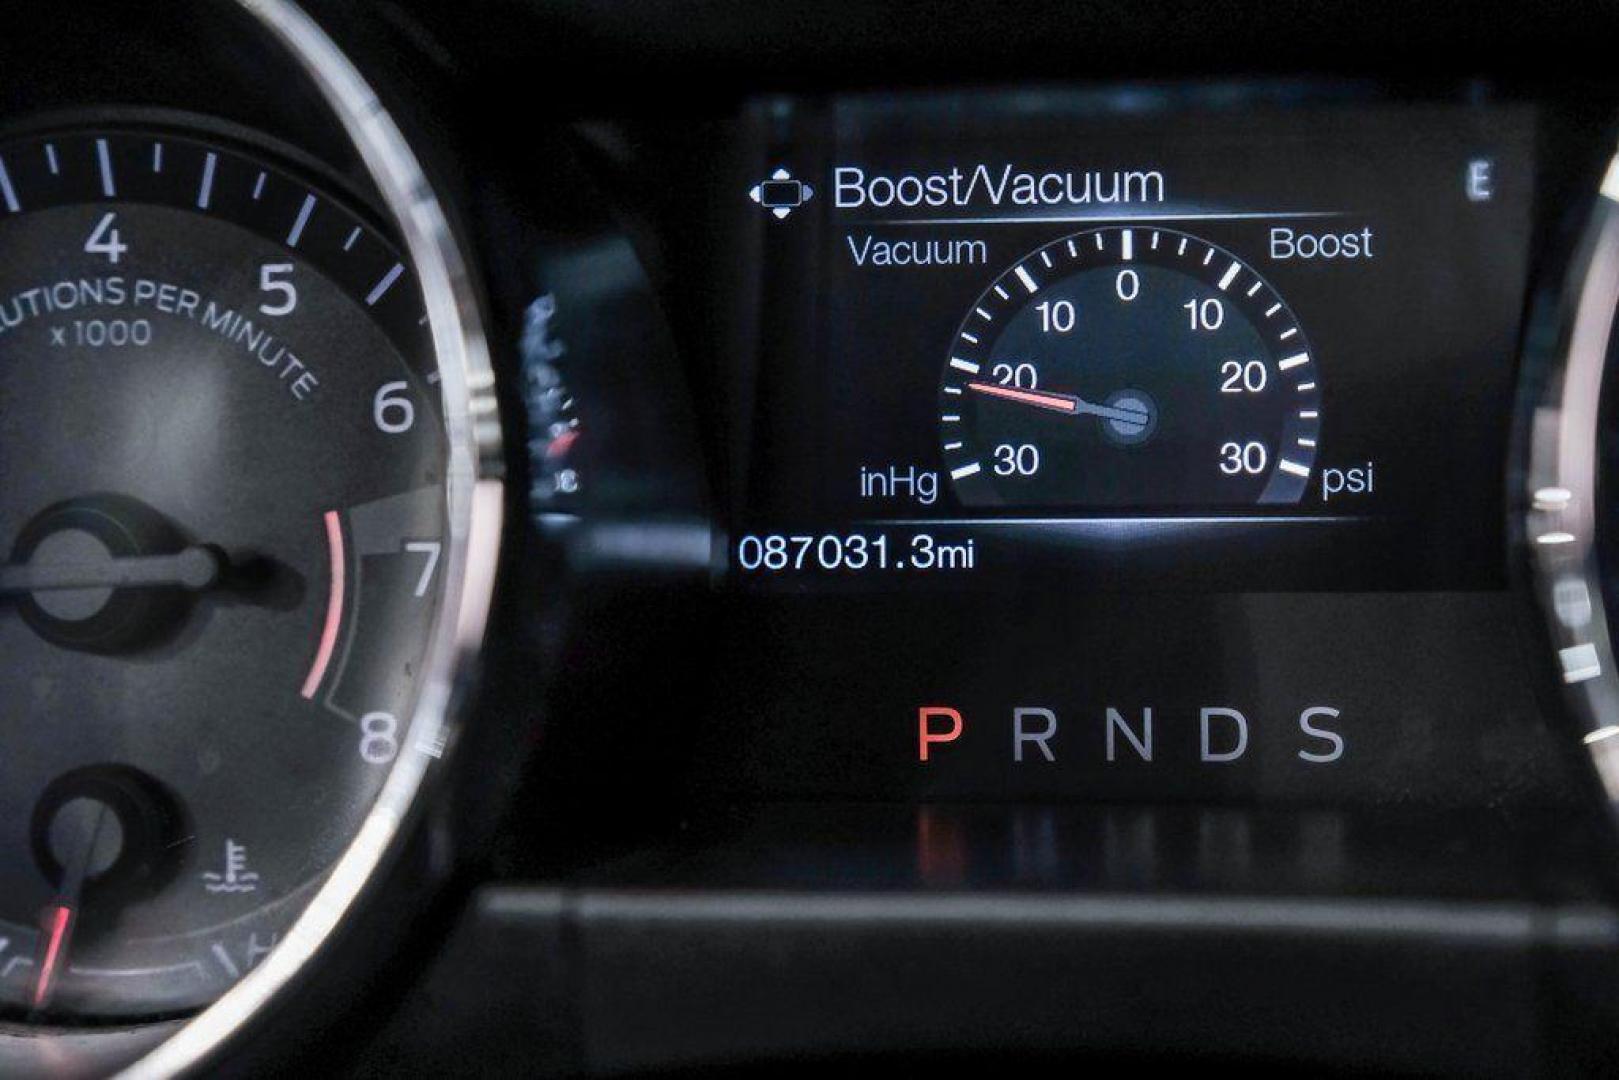 Boost/Vacuum
E
Vacuum
Boost
0
10
10
20
20
30
30
inHg
psi
087031.3mi
P R N D S
4
5
6
7
8
UTIONS PER MINUTE
x 1000
H